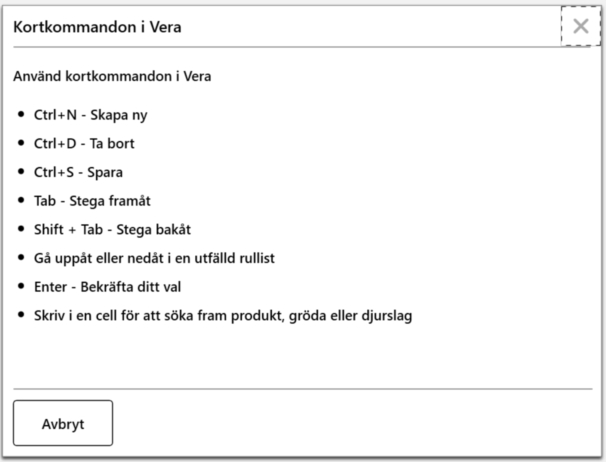 Kortkommandon i Vera
Använd kortkommandon i Vera
• Ctrl+N - Skapa ny
• Ctrl+D - Ta bort
• Ctrl+S - Spara
• Tab - Stega framåt
• Shift + Tab - Stega bakåt
• Gå uppåt eller nedåt i en utfälld rullist
• Enter - Bekräfta ditt val
• Skriv i en cell för att söka fram produkt, gröda eller djurslag
Avbryt